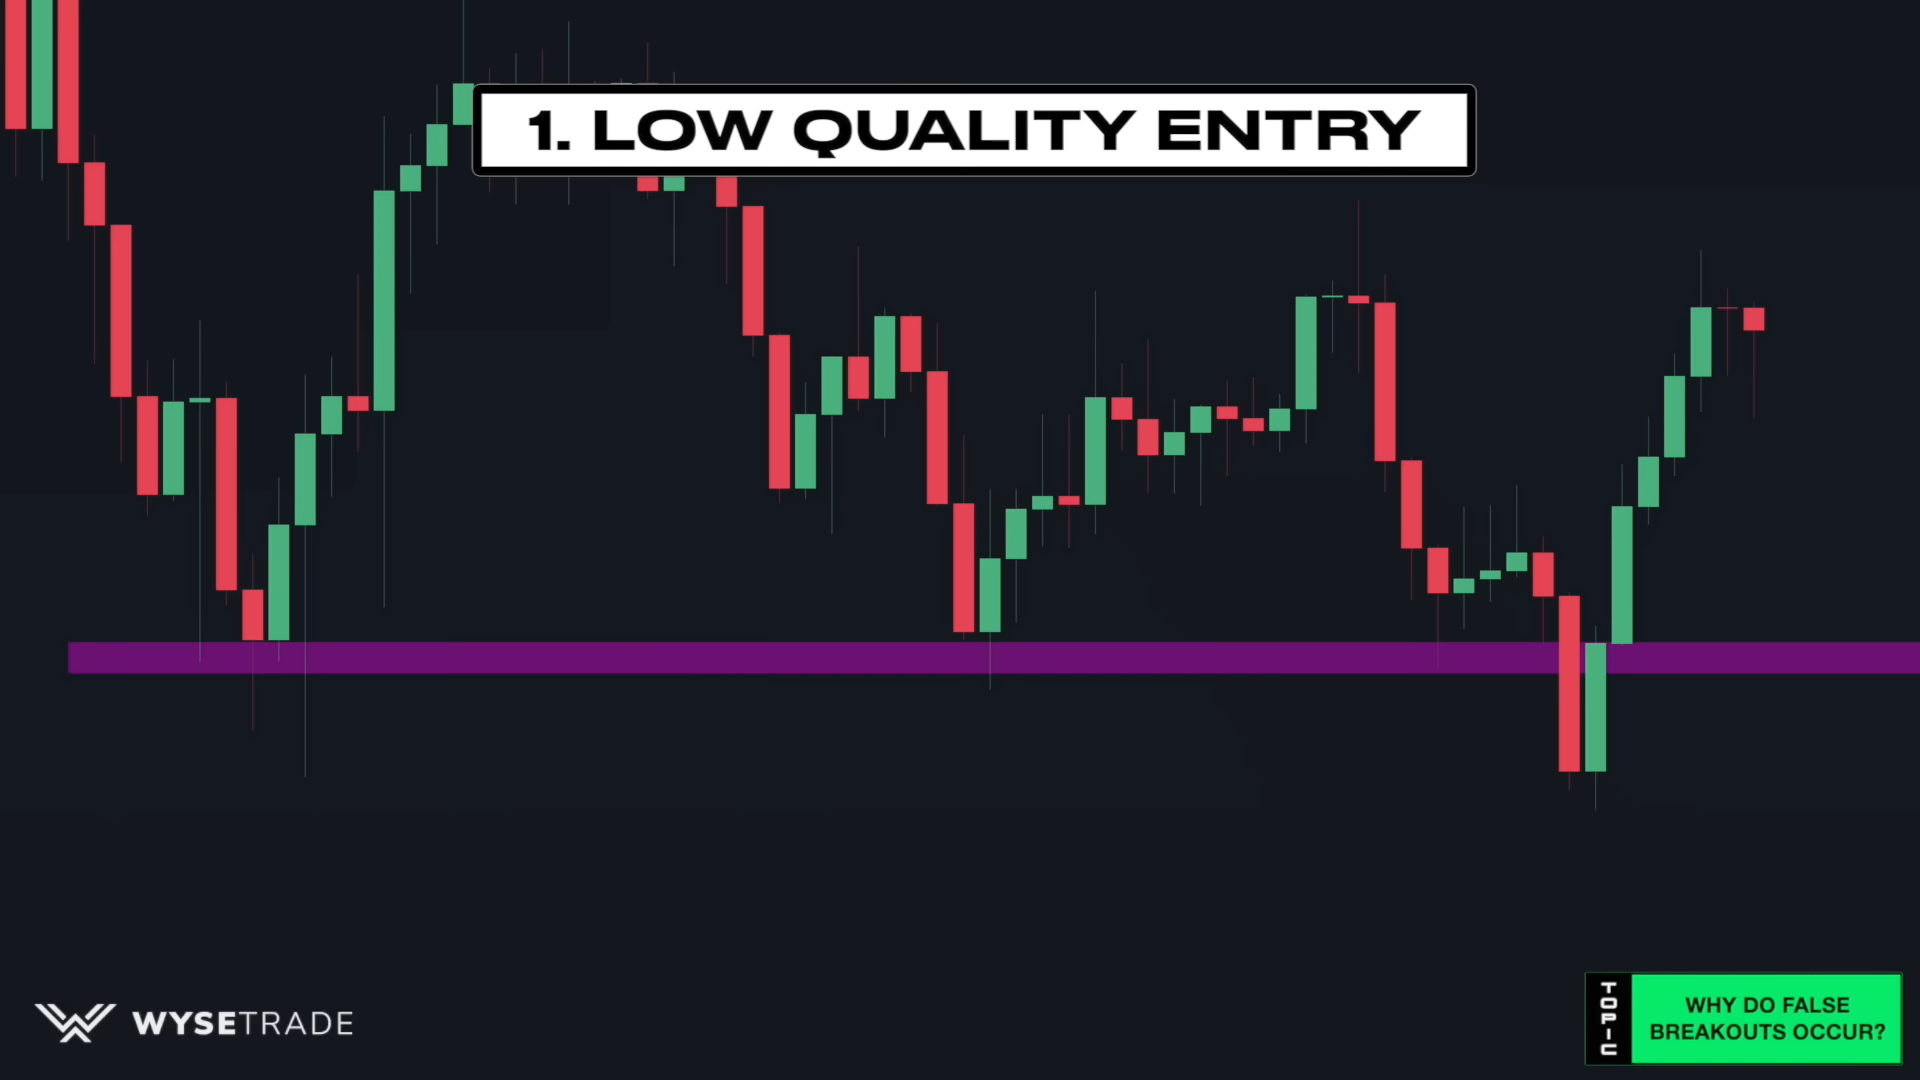 1. LOW QUALITY ENTRY
WYSETRADE
TOPIC
WHY DO FALSE
BREAKOUTS OCCUR?